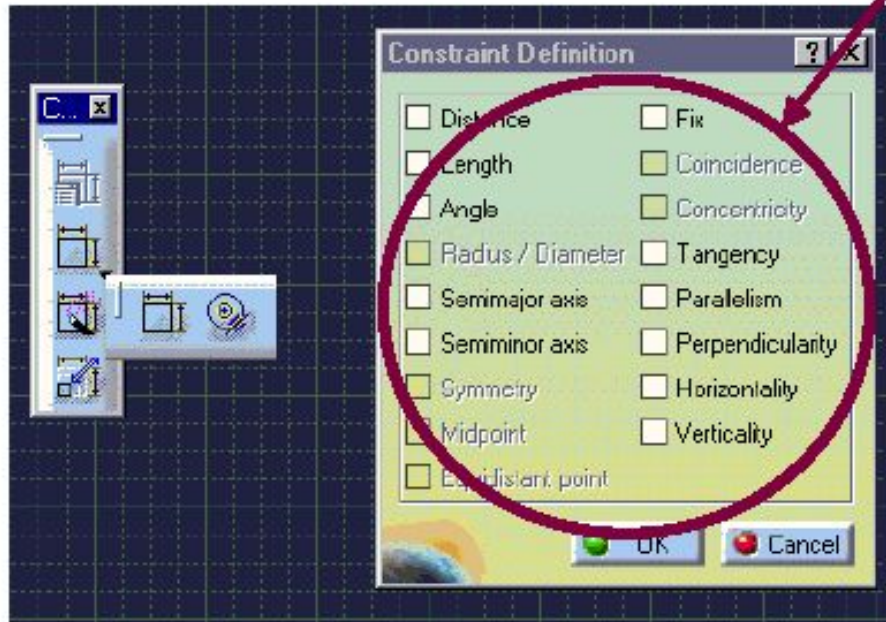 Constraint Definition
C...
Distance
Fix
Length
Coincidence
Angle
Concentricity
Radius / Diameter
Tangency
Semimajor axis
Parallelism
Semiminor axis
Perpendicularity
Symmetry
Horizontality
Midpoint
Verticality
Equidistant point
OK
Cancel